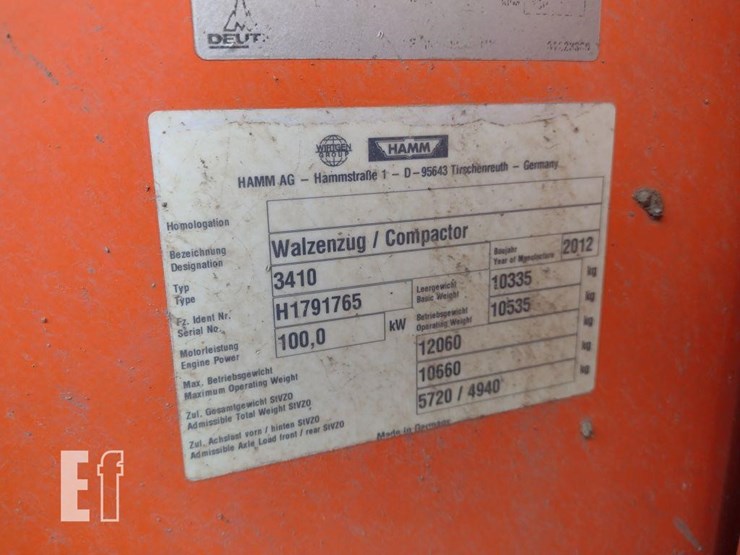 DEUT
WIRTGEN
GROUP
HAMM
HAMM AG – Hammstraße 1 – D–95643 Tirschenreuth – Germany
Homologation
Bezeichnung
Designation
Walzenzug / Compactor
Typ
Type
3410
Baujahr
Year of Manufacture
2012
Fz. Ident Nr.
Serial No.
H1791765
Leergewicht
Basic Weight
10335 kg
Motorleistung
Engine Power
100,0 kW
Betriebsgewicht
Operating Weight
10535 kg
Max. Betriebsgewicht
Maximum Operating Weight
12060 kg
Zul. Gesamtgewicht StVZO
Admissible Total Weight StVZO
10660 kg
Zul. Achslast vorn / hinten StVZO
Admissible Axle Load front / rear StVZO
5720 / 4940 kg
Made in Germany
Ef